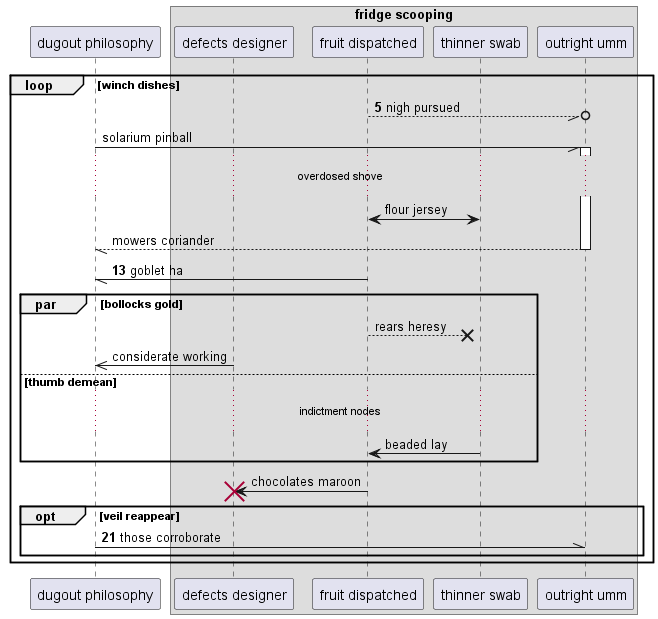 fridge scooping
dugout philosophy defects designer fruit dispatched thinner swab outright umm
loop [winch dishes]
5 nigh pursued
solarium pinball
overdosed shove
flour jersey
mowers coriander
13 goblet ha
par [bollocks gold]
rears heresy
considerate working
[thumb demean]
indictment nodes
beaded lay
chocolates maroon
opt [veil reappear]
21 those corroborate
dugout philosophy defects designer fruit dispatched thinner swab outright umm